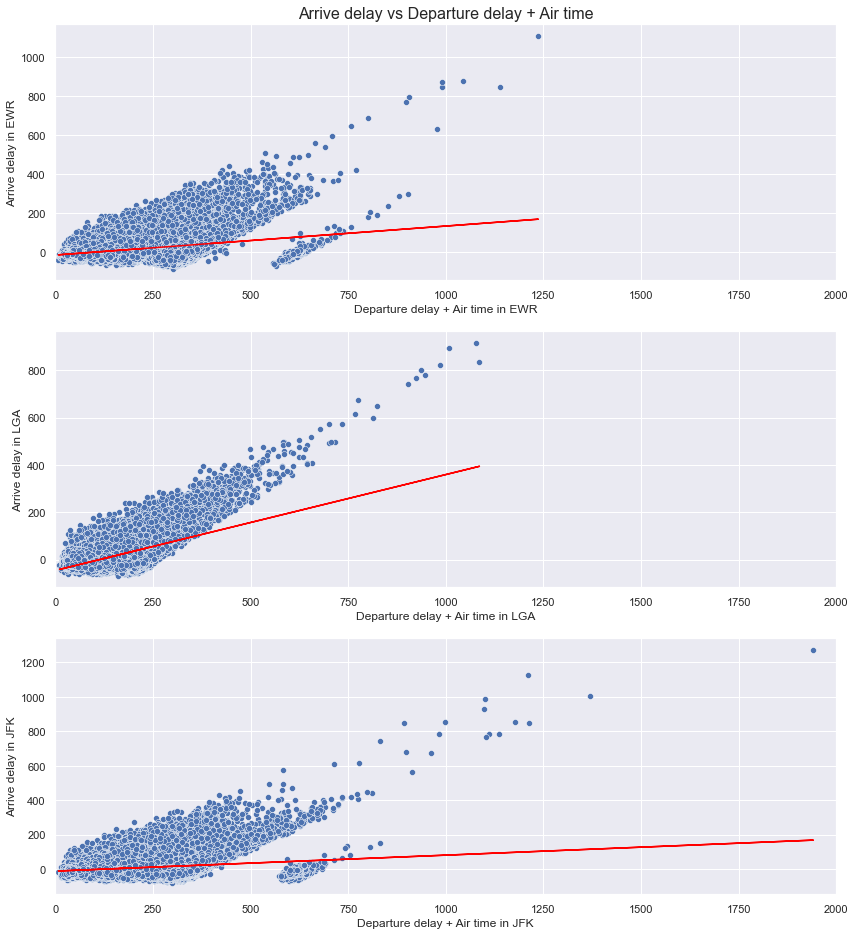 Arrive delay vs Departure delay + Air time
1000
800
600
400
200
0
Arrive delay in EWR
0 250 500 750 1000 1250 1500 1750 2000
Departure delay + Air time in EWR
800
600
400
200
0
Arrive delay in LGA
0 250 500 750 1000 1250 1500 1750 2000
Departure delay + Air time in LGA
1200
1000
800
600
400
200
0
Arrive delay in JFK
0 250 500 750 1000 1250 1500 1750 2000
Departure delay + Air time in JFK